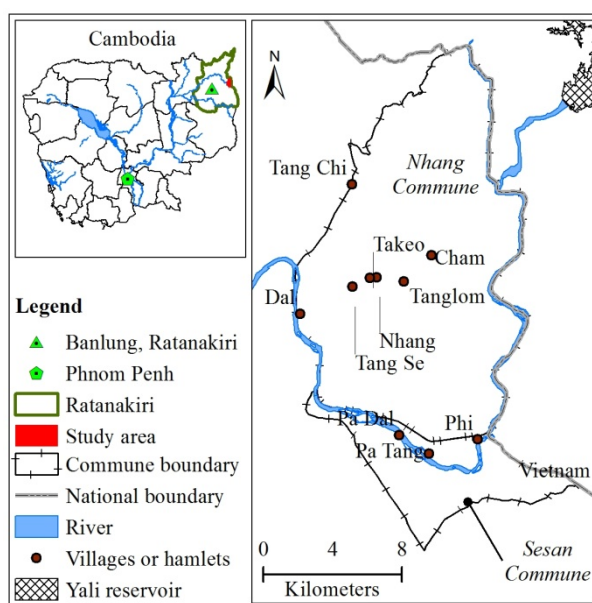 Cambodia
Legend
Banlung, Ratanakiri
Phnom Penh
Ratanakiri
Study area
Commune boundary
National boundary
River
Villages or hamlets
Yali reservoir
N
Nhang
Commune
Tang Chi
Takeo
Cham
Dal
Tanglom
Nhang
Tang Se
Pa Dal
Phi
Pa Tang
Vietnam
Sesan
Commune
0 4 8
Kilometers